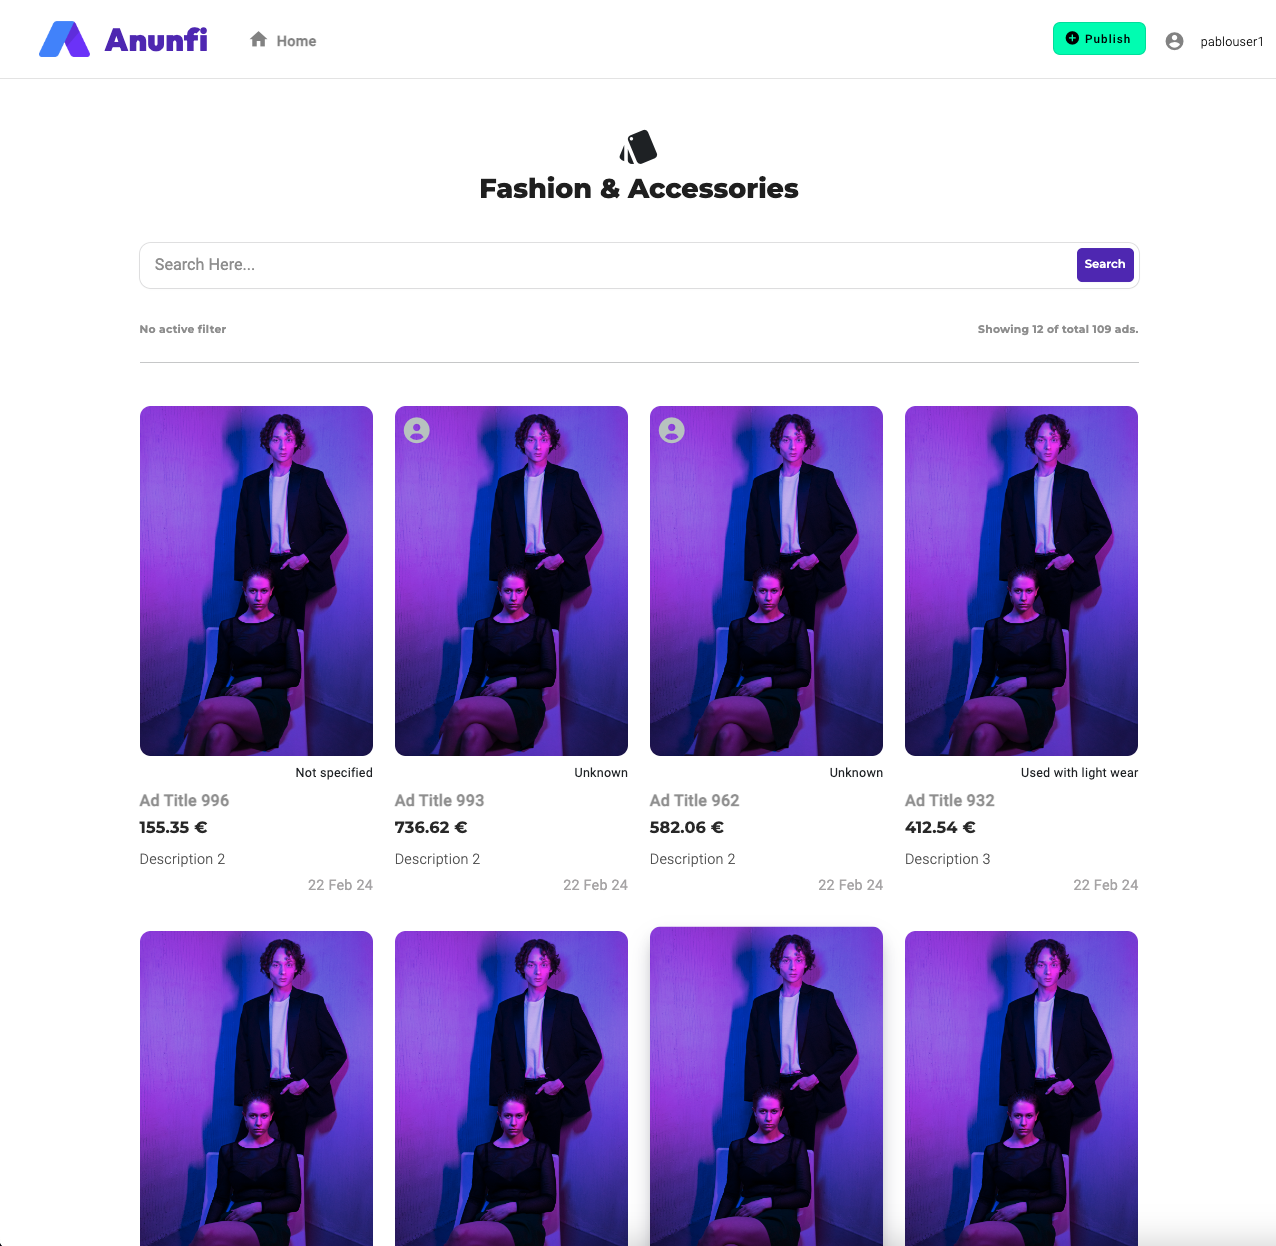 Anunfi
Home
Publish
pablouser1
Fashion & Accessories
Search Here...
Search
No active filter
Showing 12 of total 109 ads.
Not specified
Ad Title 996
155.35 €
Description 2
22 Feb 24
Unknown
Ad Title 993
736.62 €
Description 2
22 Feb 24
Unknown
Ad Title 962
582.06 €
Description 2
22 Feb 24
Used with light wear
Ad Title 932
412.54 €
Description 3
22 Feb 24